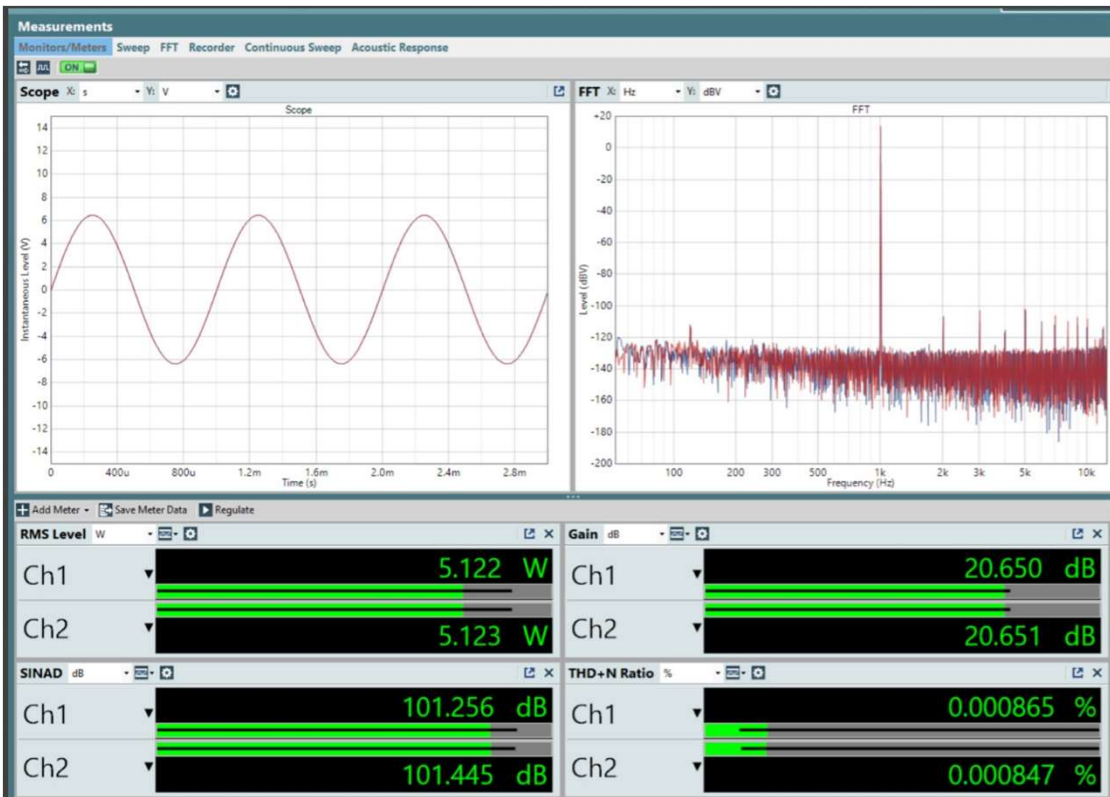 Measurements
Monitors/Meters Sweep FFT Recorder Continuous Sweep Acoustic Response
ON
Scope X: s Y: V
FFT X: Hz Y: dBV
Scope
14
12
10
8
6
4
2
0
-2
-4
-6
-8
-10
-12
-14
Instantaneous Level (V)
0 400u 800u 1.2m 1.6m 2.0m 2.4m 2.8m
Time (s)
FFT
+20
0
-20
-40
-60
-80
-100
-120
-140
-160
-180
-200
Level (dBV)
100 200 300 500 1k 2k 3k 5k 10k
Frequency (Hz)
Add Meter Save Meter Data Regulate
RMS Level W
Ch1 5.122 W
Ch2 5.123 W
Gain dB
Ch1 20.650 dB
Ch2 20.651 dB
SINAD dB
Ch1 101.256 dB
Ch2 101.445 dB
THD+N Ratio %
Ch1 0.000865 %
Ch2 0.000847 %